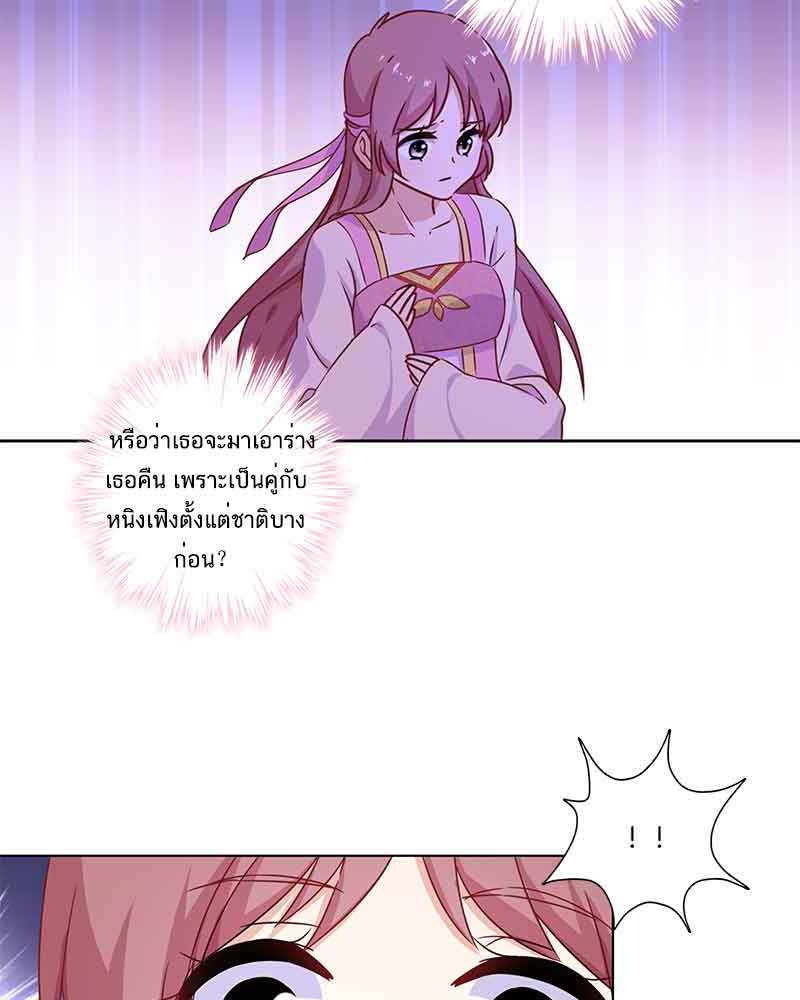 หรือว่าเธอจะมาเอาร่าง
เธอคืน เพราะเป็นคู่กับ
หนิงเฟิงตั้งแต่ชาติบาง
ก่อน?
! !